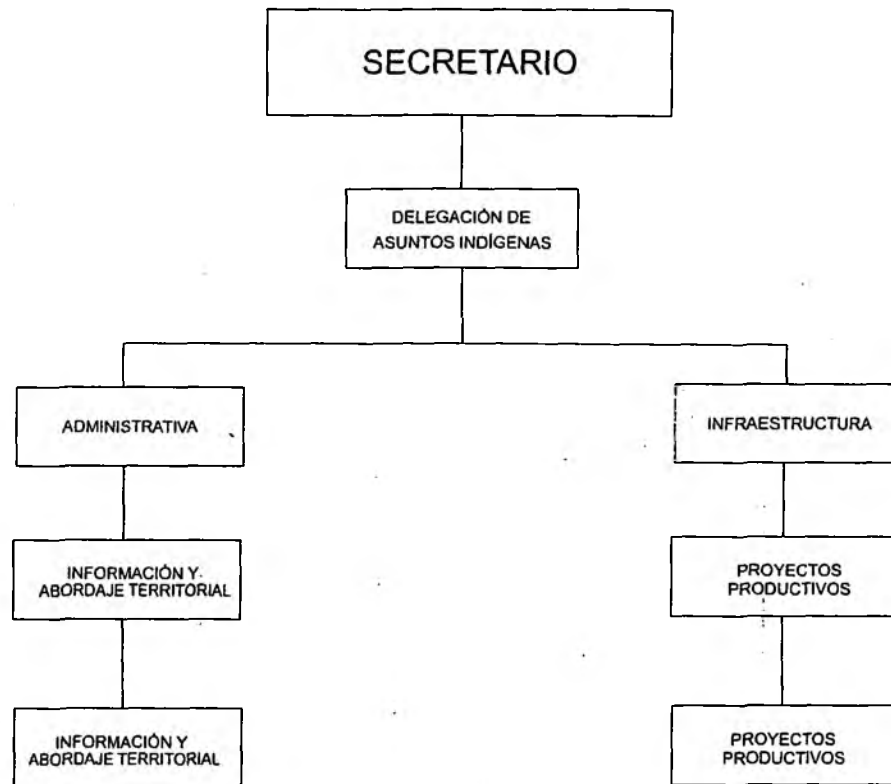 SECRETARIO
DELEGACIÓN DE
ASUNTOS INDÍGENAS
ADMINISTRATIVA
INFRAESTRUCTURA
INFORMACIÓN Y
ABORDAJE TERRITORIAL
PROYECTOS
PRODUCTIVOS
INFORMACIÓN Y
ABORDAJE TERRITORIAL
PROYECTOS
PRODUCTIVOS